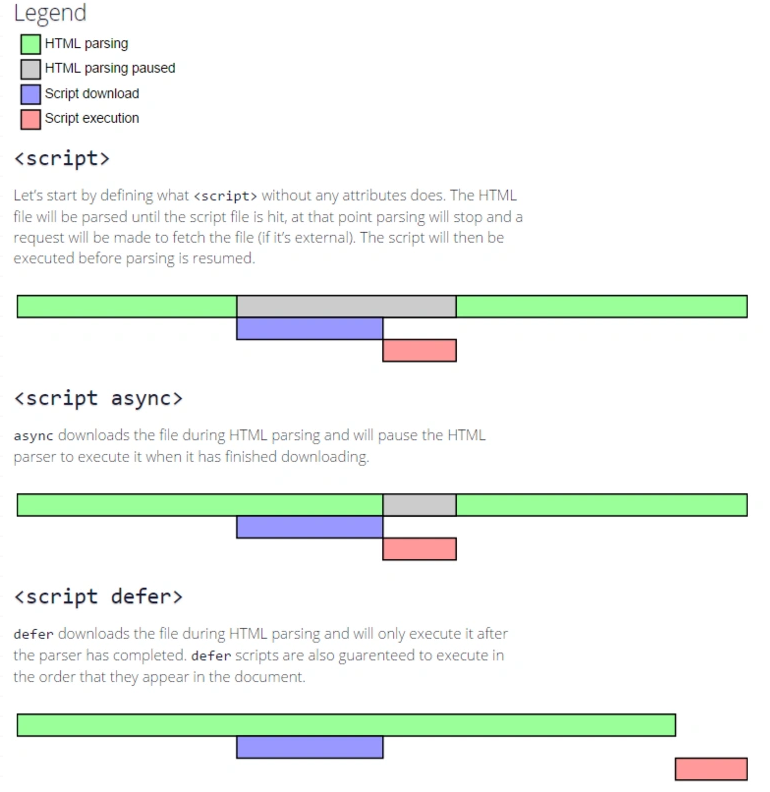 Legend
HTML parsing
HTML parsing paused
Script download
Script execution
<script>
Let's start by defining what <script> without any attributes does. The HTML
file will be parsed until the script file is hit, at that point parsing will stop and a
request will be made to fetch the file (if it's external). The script will then be
executed before parsing is resumed.
<script async>
async downloads the file during HTML parsing and will pause the HTML
parser to execute it when it has finished downloading.
<script defer>
defer downloads the file during HTML parsing and will only execute it after
the parser has completed. defer scripts are also guarenteed to execute in
the order that they appear in the document.